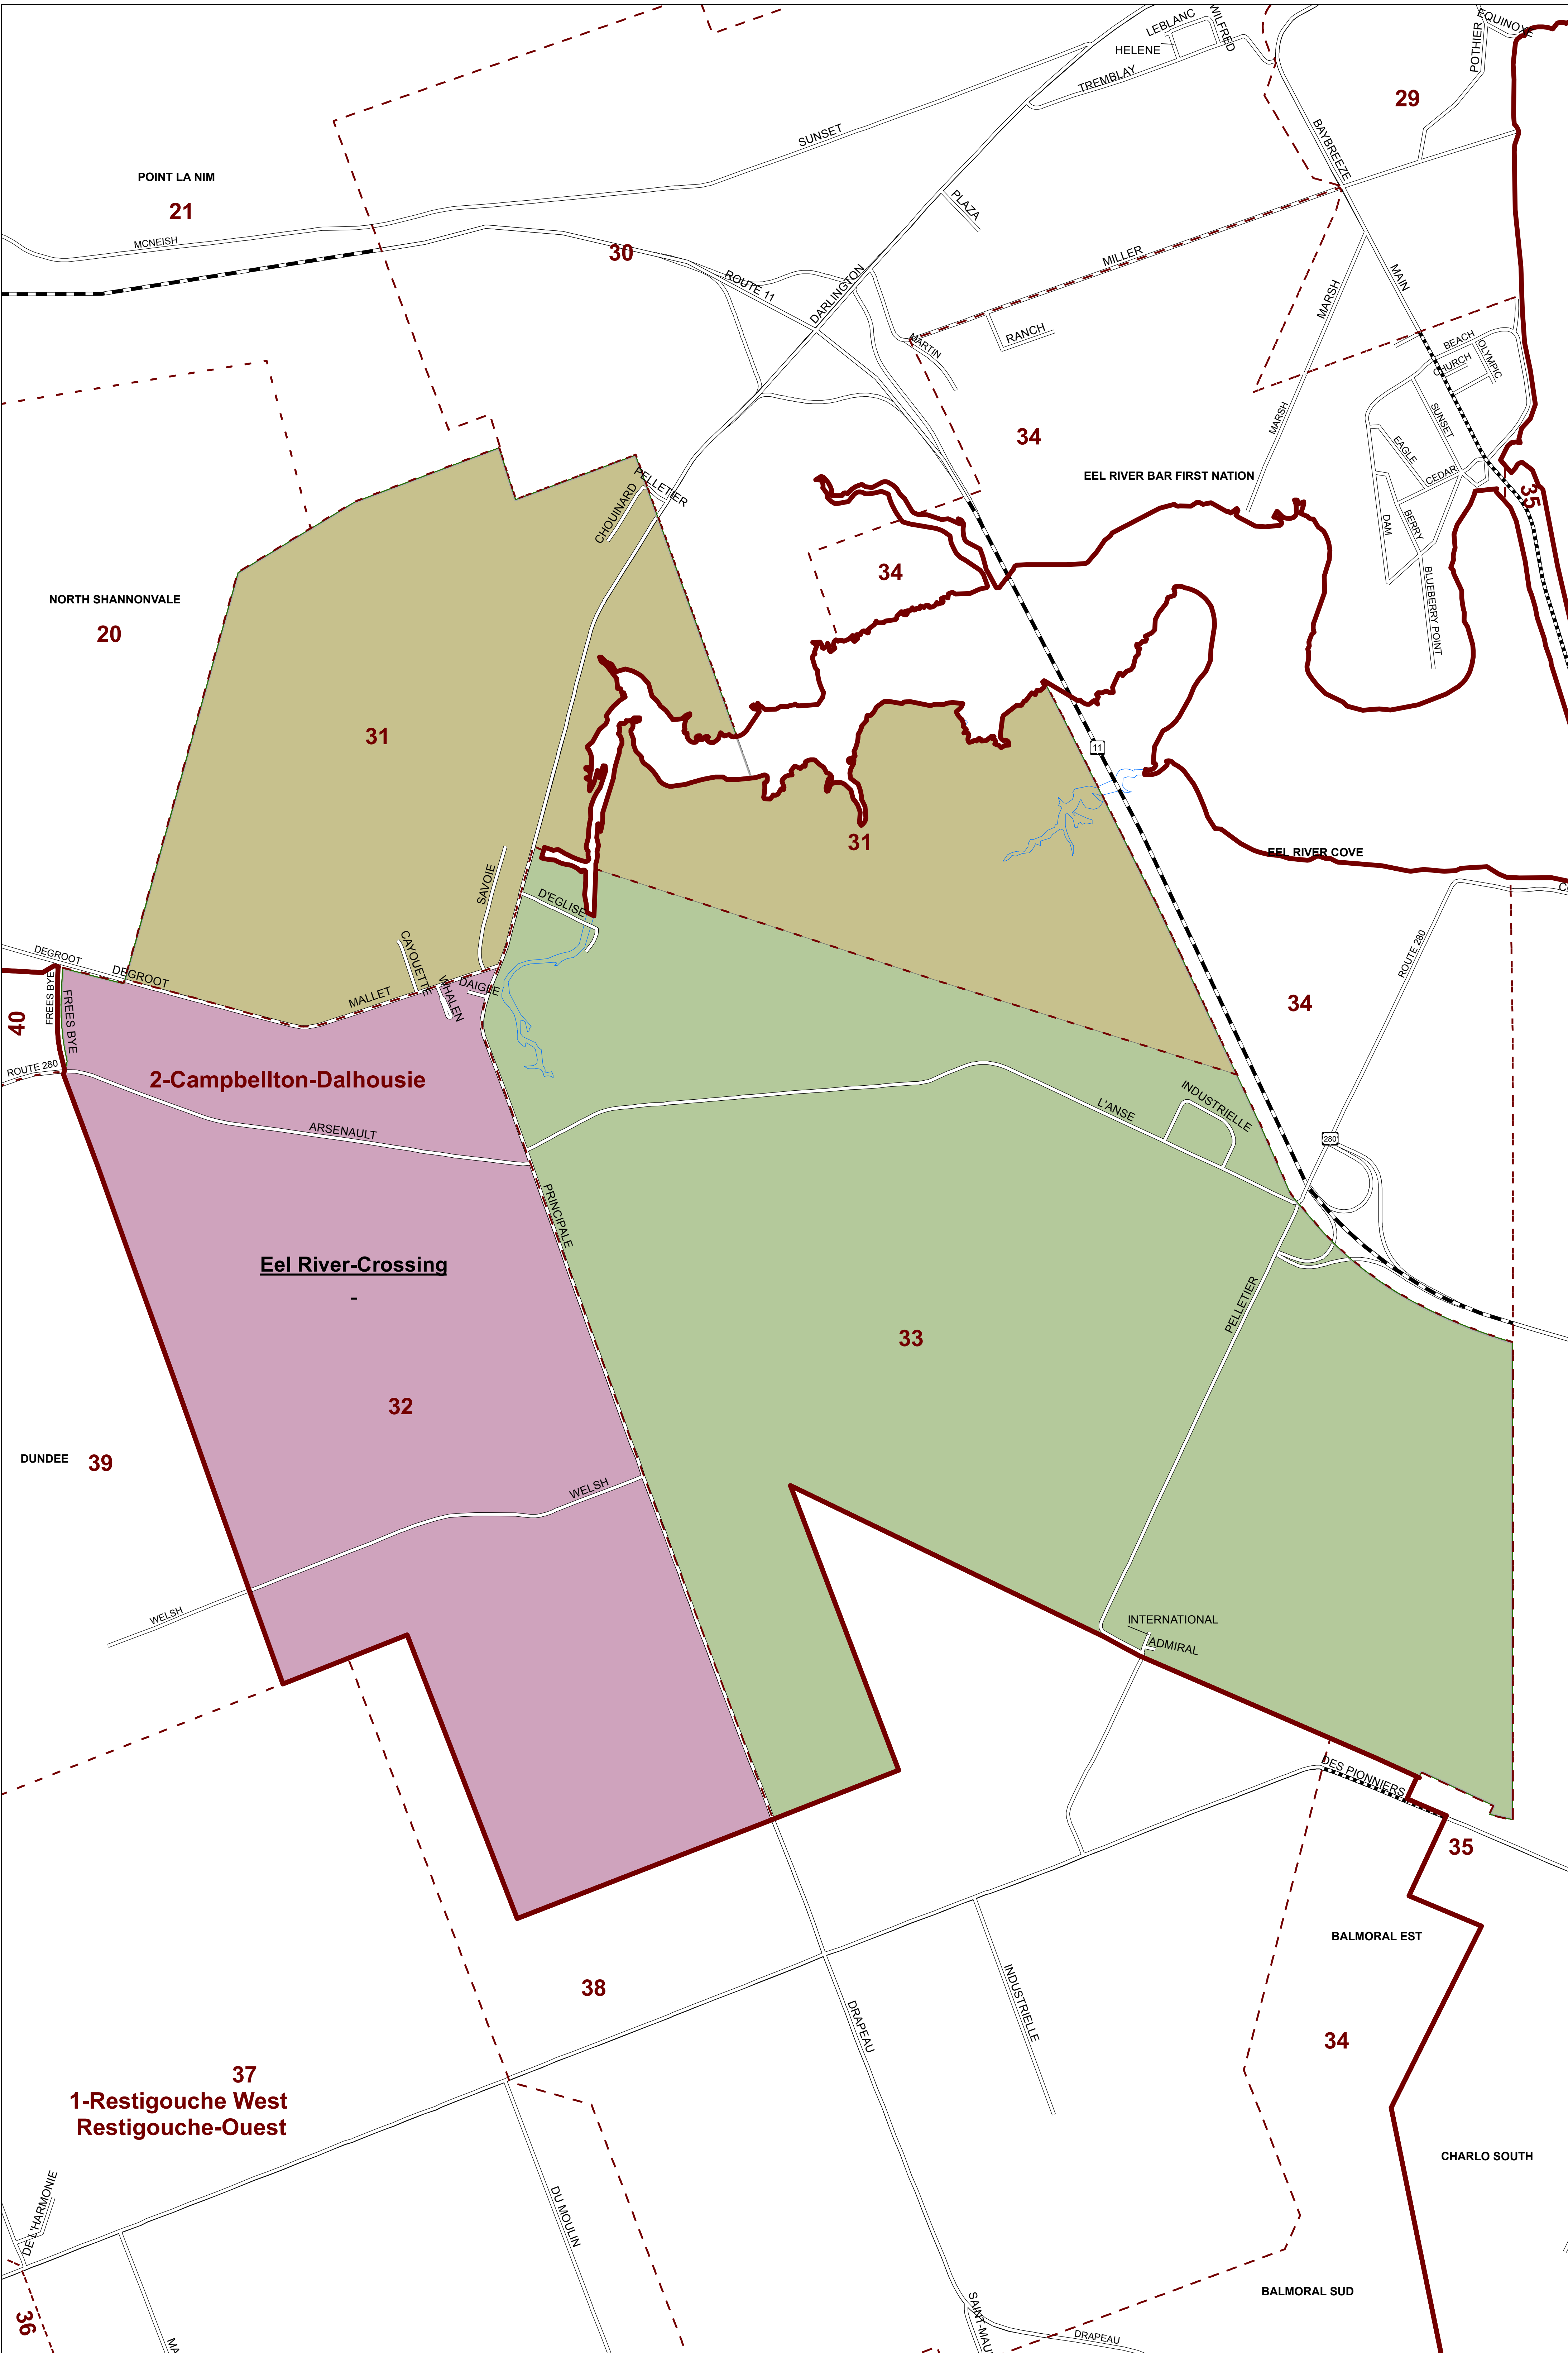 LEBLANC
WILFRED
HELENE
EQUINOXE
POTHIER
TREMBLAY
29
SUNSET
BAYBREEZE
POINT LA NIM
21
PLAZA
MCNEISH
30
MILLER
MAIN
ROUTE 11
DARLINGTON
MARSH
RANCH
MARTIN
BEACH
OLYMPIC
CHURCH
SUNSET
MARSH
34
EAGLE
EEL RIVER BAR FIRST NATION
CEDAR
PELLETIER
CHOUINARD
35
DAM
BERRY
34
BLUEBERRY POINT
NORTH SHANNONVALE
20
31
11
31
EEL RIVER COVE
SAVOIE
D'EGLISE
ROUTE 280
DEGROOT
DEGROOT
CAYOUETTE
WHALEN
DAIGLE
MALLET
FREES BYE
FREES BYE
40
34
ROUTE 280
2-Campbellton-Dalhousie
L'ANSE
INDUSTRIELLE
ARSENAULT
280
PRINCIPALE
Eel River-Crossing
-
PELLETIER
33
32
DUNDEE
39
WELSH
WELSH
INTERNATIONAL
ADMIRAL
DES PIONNIERS
35
BALMORAL EST
38
INDUSTRIELLE
DRAPEAU
34
37
1-Restigouche West
Restigouche-Ouest
CHARLO SOUTH
DE L'HARMONIE
DU MOULIN
BALMORAL SUD
36
DRAPEAU